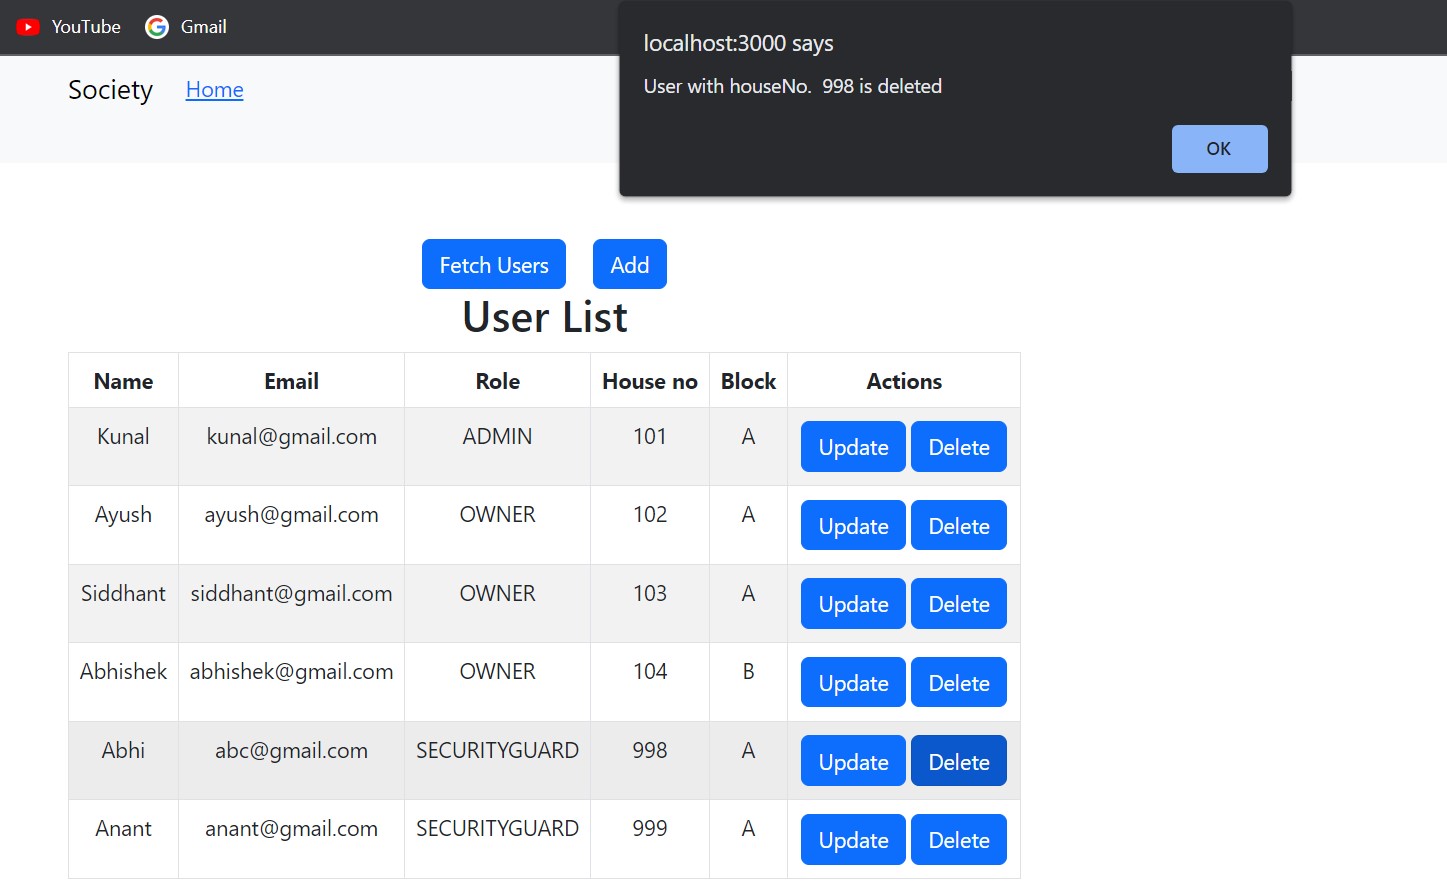 YouTube Gmail
localhost:3000 says
User with houseNo.  998 is deleted
OK
Society Home
Fetch Users Add
User List
Name Email Role House no Block Actions
Kunal kunal@gmail.com ADMIN 101 A Update Delete
Ayush ayush@gmail.com OWNER 102 A Update Delete
Siddhant siddhant@gmail.com OWNER 103 A Update Delete
Abhishek abhishek@gmail.com OWNER 104 B Update Delete
Abhi abc@gmail.com SECURITYGUARD 998 A Update Delete
Anant anant@gmail.com SECURITYGUARD 999 A Update Delete